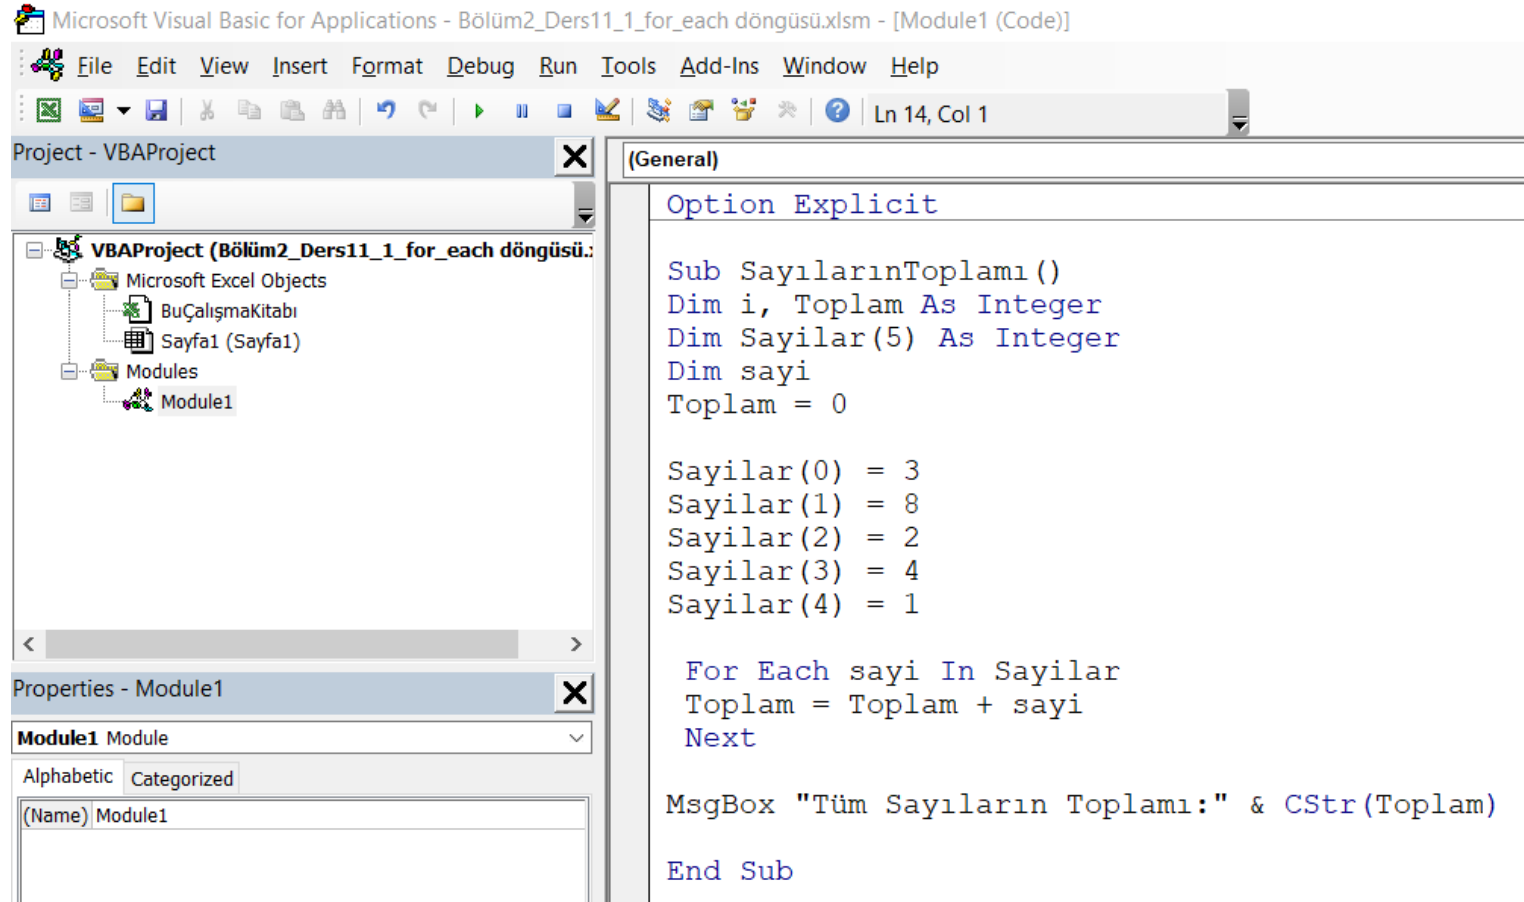 Microsoft Visual Basic for Applications - Bölüm2_Ders11_1_for_each döngüsü.xlsm - [Module1 (Code)]
File Edit View Insert Format Debug Run Tools Add-Ins Window Help
Ln 14, Col 1
Project - VBAProject
VBAProject (Bölüm2_Ders11_1_for_each döngüsü.
Microsoft Excel Objects
BuÇalışmaKitabı
Sayfa1 (Sayfa1)
Modules
Module1
Properties - Module1
Module1 Module
Alphabetic Categorized
(Name) Module1
(General)
Option Explicit
Sub SayılarınToplamı()
Dim i, Toplam As Integer
Dim Sayilar(5) As Integer
Dim sayi
Toplam = 0
Sayilar(0) = 3
Sayilar(1) = 8
Sayilar(2) = 2
Sayilar(3) = 4
Sayilar(4) = 1
For Each sayi In Sayilar
Toplam = Toplam + sayi
Next
MsgBox "Tüm Sayıların Toplamı:" & CStr(Toplam)
End Sub